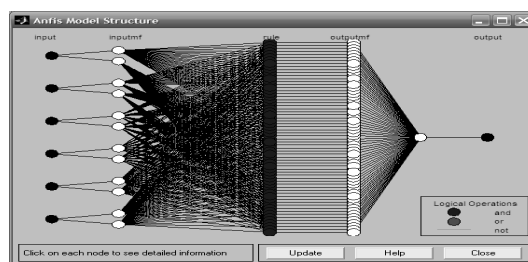 Anfis Model Structure
input inputmf rule outputmf output
Logical Operations
and
or
not
Click on each node to see detailed information
Update Help Close